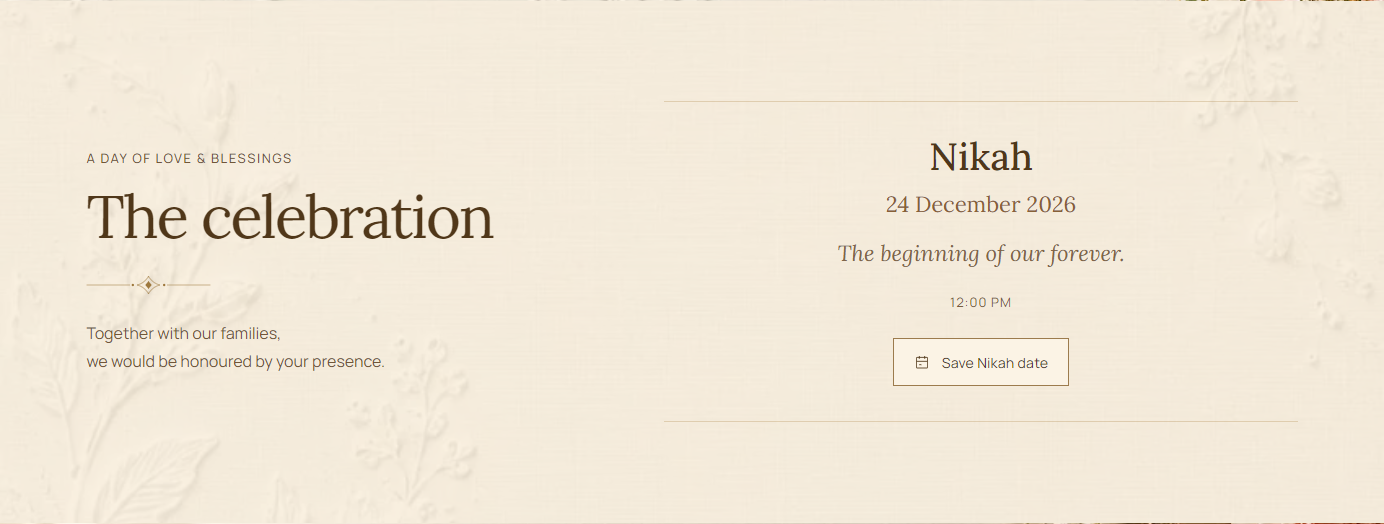 A DAY OF LOVE & BLESSINGS
The celebration
Together with our families,
we would be honoured by your presence.
Nikah
24 December 2026
The beginning of our forever.
12:00 PM
Save Nikah date